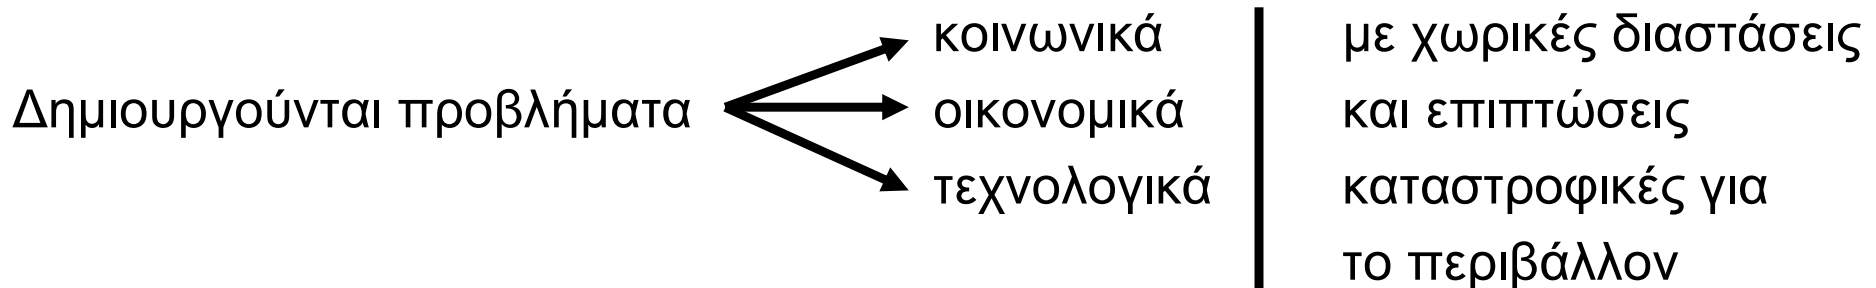 κοινωνικά
Δημιουργούνται προβλήματα
οικονομικά
τεχνολογικά
με χωρικές διαστάσεις
και επιπτώσεις
καταστροφικές για
το περιβάλλον